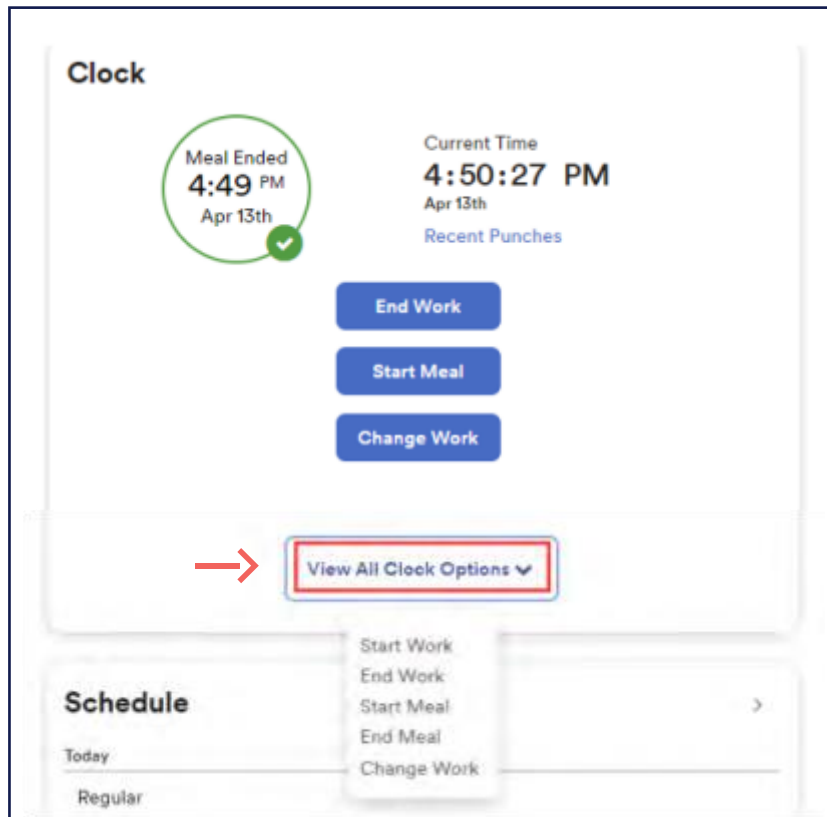 Clock
Meal Ended
4:49 PM
Apr 13th
Current Time
4:50:27 PM
Apr 13th
Recent Punches
End Work
Start Meal
Change Work
View All Clock Options
Start Work
End Work
Start Meal
End Meal
Change Work
Schedule
Today
Regular